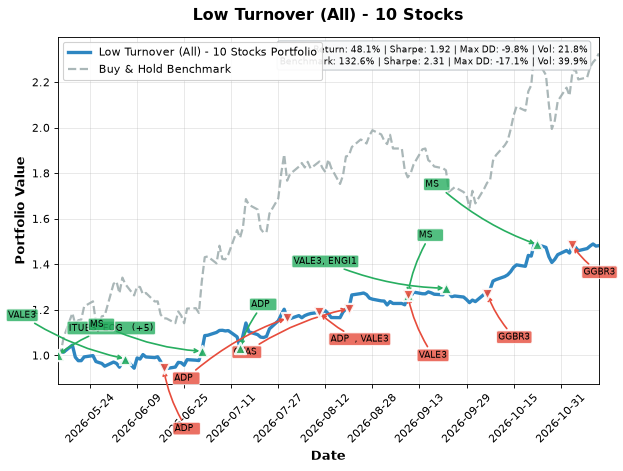 Low Turnover (All) - 10 Stocks
Low Turnover (All) - 10 Stocks Portfolio
Buy & Hold Benchmark
Return: 48.1% | Sharpe: 1.92 | Max DD: -9.8% | Vol: 21.8%
Benchmark: 132.6% | Sharpe: 2.31 | Max DD: -17.1% | Vol: 39.9%
Portfolio Value
2.2
2.0
1.8
1.6
1.4
1.2
1.0
MS
MS
VALE3, ENGI1
GGBR3
ADP
VALE3
MS
(+5)
GGBR3
ADP , VALE3
VALE3
ADP
ADP
2026-05-24
2026-06-09
2026-06-25
2026-07-11
2026-07-27
2026-08-12
2026-08-28
2026-09-13
2026-09-29
2026-10-15
2026-10-31
Date